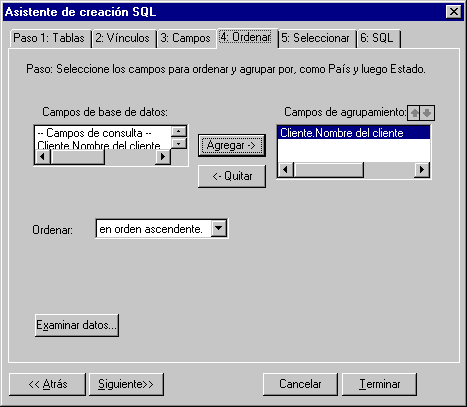 Asistente de creación SQL
Paso 1: Tablas 2: Vínculos 3: Campos 4: Ordenar 5: Seleccionar 6: SQL
Paso: Seleccione los campos para ordenar y agrupar por, como País y luego Estado.
Campos de base de datos: Campos de agrupamiento:
-- Campos de consulta -- Agregar -> Cliente.Nombre del cliente
Cliente.Nombre del cliente
<- Quitar
Ordenar: en orden ascendente.
Examinar datos...
<< Atrás Siguiente>> Cancelar Terminar